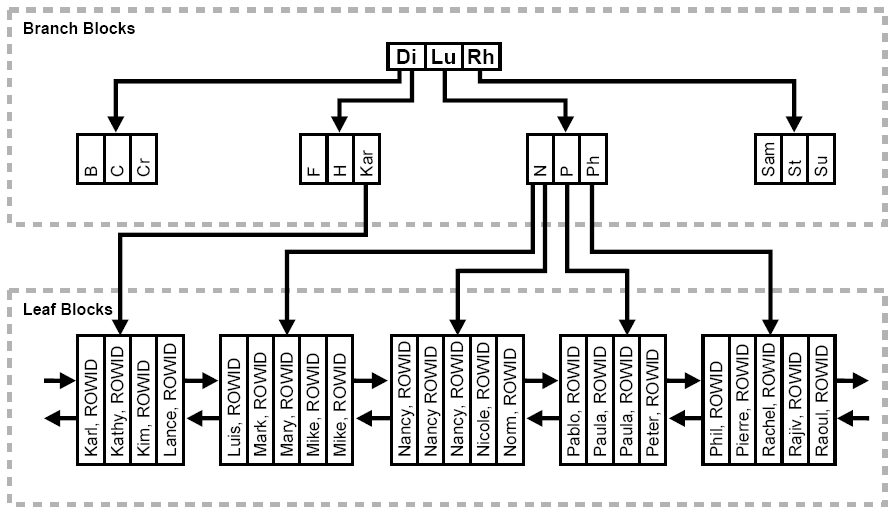 Branch Blocks
Di Lu Rh
B C Cr
F H Kar
N P Ph
Sam St Su
Leaf Blocks
Karl, ROWID
Kathy, ROWID
Kim, ROWID
Lance, ROWID
Luis, ROWID
Mark, ROWID
Mary, ROWID
Mike, ROWID
Mike, ROWID
Nancy, ROWID
Nancy ROWID
Nancy, ROWID
Nicole, ROWID
Norm, ROWID
Pablo, ROWID
Paula, ROWID
Paula, ROWID
Peter, ROWID
Phil, ROWID
Pierre, ROWID
Rachel, ROWID
Rajiv, ROWID
Raoul, ROWID